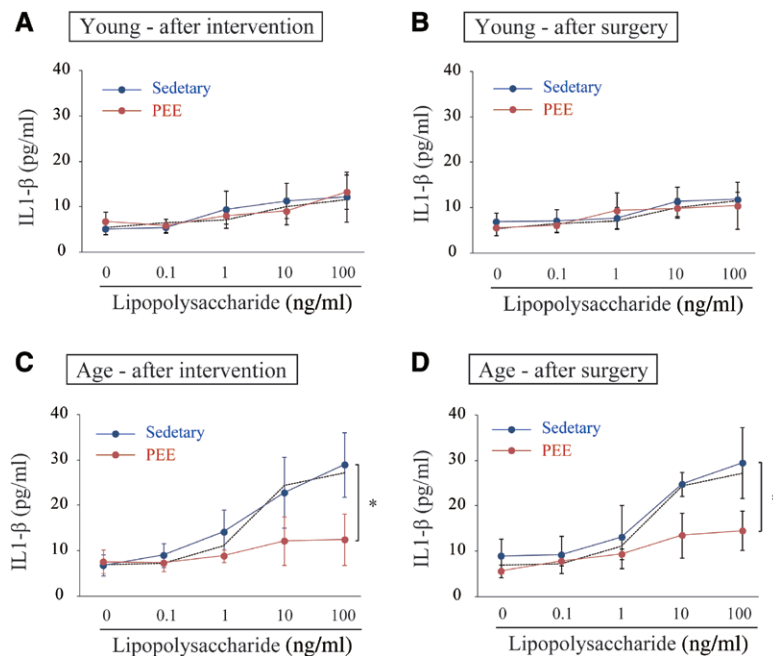 A Young - after intervention
IL1-β (pg/ml)
40
30
20
10
0
Sedetary
PEE
0 0.1 1 10 100
Lipopolysaccharide (ng/ml)
B Young - after surgery
IL1-β (pg/ml)
40
30
20
10
0
Sedetary
PEE
0 0.1 1 10 100
Lipopolysaccharide (ng/ml)
C Age - after intervention
IL1-β (pg/ml)
40
30
20
10
0
Sedetary
PEE
*
0 0.1 1 10 100
Lipopolysaccharide (ng/ml)
D Age - after surgery
IL1-β (pg/ml)
40
30
20
10
0
Sedetary
PEE
0 0.1 1 10 100
Lipopolysaccharide (ng/ml)